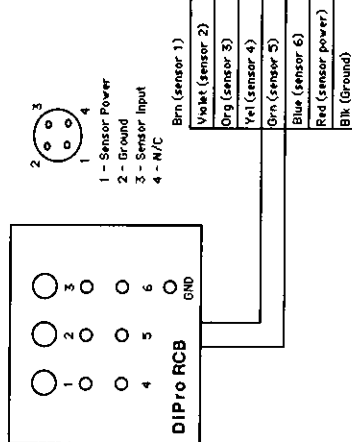 2 3
1 4
1 - Sensor Power
2 - Ground
3 - Sensor Input
4 - N/C
Brn (sensor 1)
Violet (sensor 2)
Org (sensor 3)
Yel (sensor 4)
Grn (sensor 5)
Blue (sensor 6)
Red (sensor power)
Blk (Ground)
1 2 3
4 5 6
GND
DIPro RCB